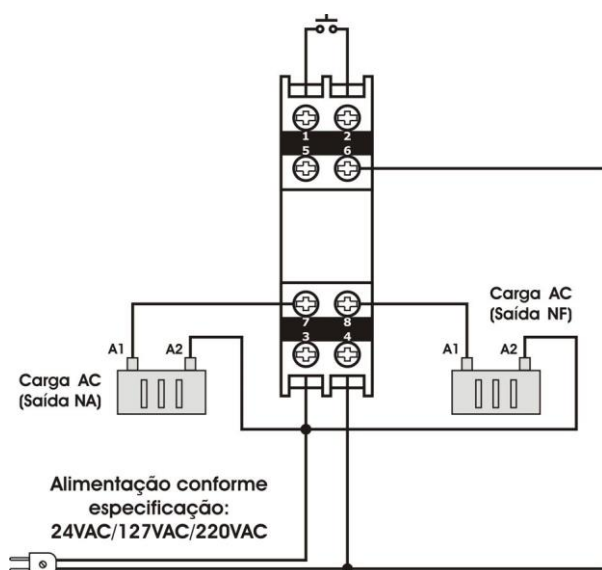 1 2
5 6
7 8
3 4
A1 A2
Carga AC
(Saída NA)
Carga AC
(Saída NF)
A1 A2
Alimentação conforme
especificação:
24VAC/127VAC/220VAC